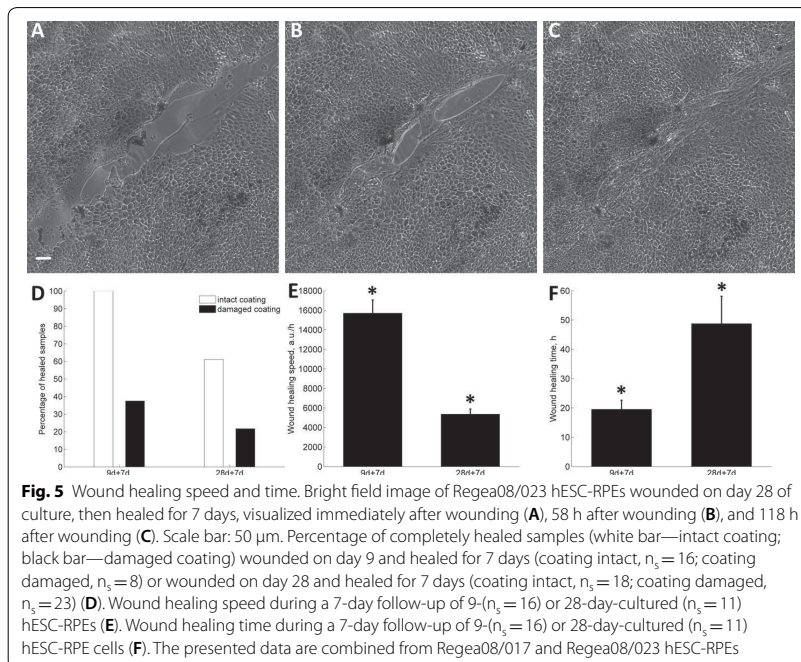 A
B
C
D
Percentage of healed samples
100
90
80
70
60
50
40
30
20
10
0
intact coating
damaged coating
9d+7d
28d+7d
E
Wound healing speed, a.u./h
18000
16000
14000
12000
10000
8000
6000
4000
2000
0
*
*
9d+7d
28d+7d
F
Wound healing time, h
60
50
40
30
20
10
0
*
*
9d+7d
28d+7d
Fig. 5 Wound healing speed and time. Bright field image of Regea08/023 hESC-RPEs wounded on day 28 of
culture, then healed for 7 days, visualized immediately after wounding (A), 58 h after wounding (B), and 118 h
after wounding (C). Scale bar: 50 μm. Percentage of completely healed samples (white bar—intact coating;
black bar—damaged coating) wounded on day 9 and healed for 7 days (coating intact, nₛ = 16; coating
damaged, nₛ = 8) or wounded on day 28 and healed for 7 days (coating intact, nₛ = 18; coating damaged,
nₛ = 23) (D). Wound healing speed during a 7-day follow-up of 9-(nₛ = 16) or 28-day-cultured (nₛ = 11)
hESC-RPEs (E). Wound healing time during a 7-day follow-up of 9-(nₛ = 16) or 28-day-cultured (nₛ = 11)
hESC-RPE cells (F). The presented data are combined from Regea08/017 and Regea08/023 hESC-RPEs